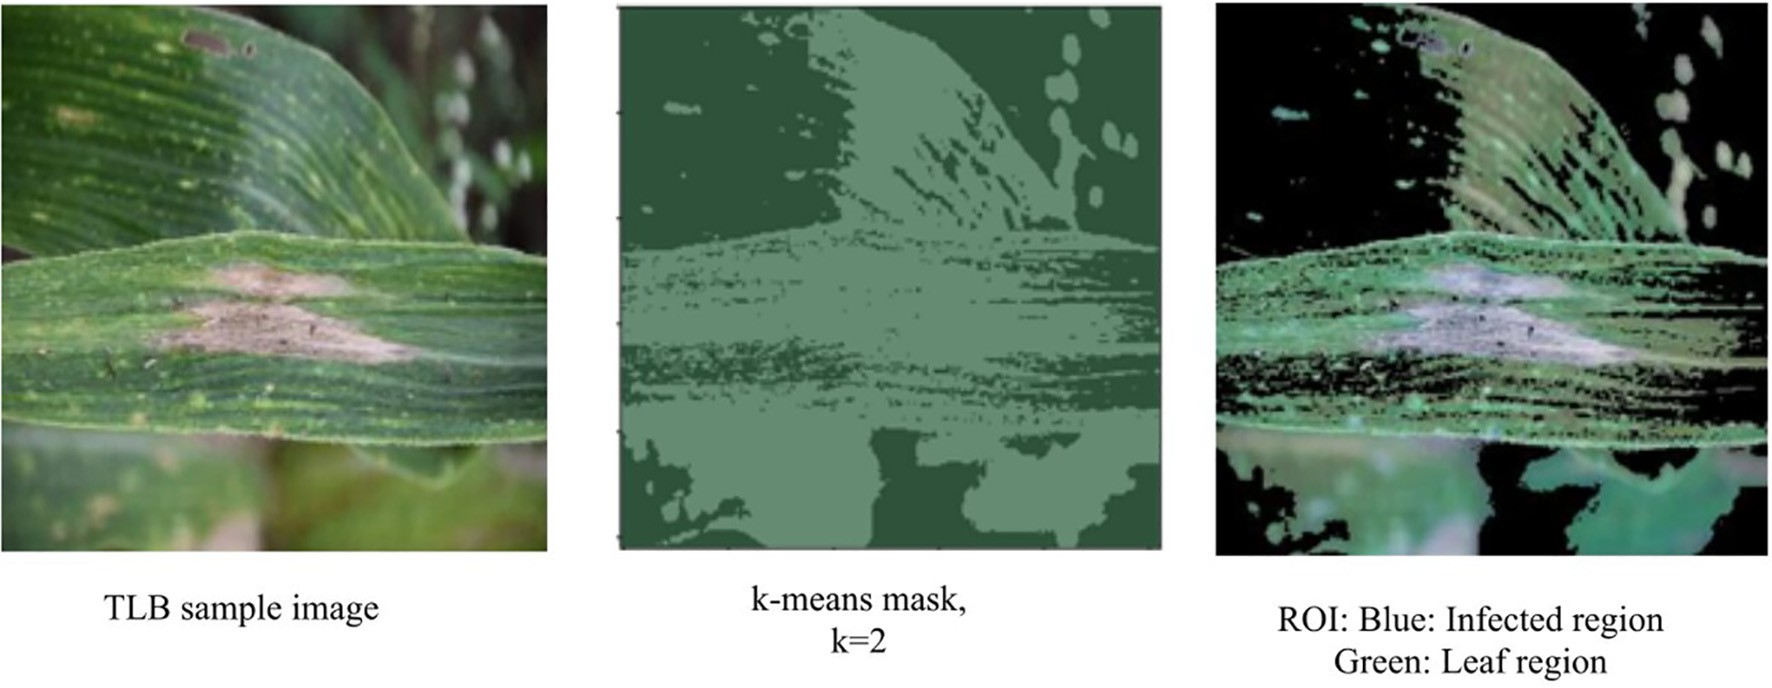 TLB sample image
k-means mask,
k=2
ROI: Blue: Infected region
Green: Leaf region